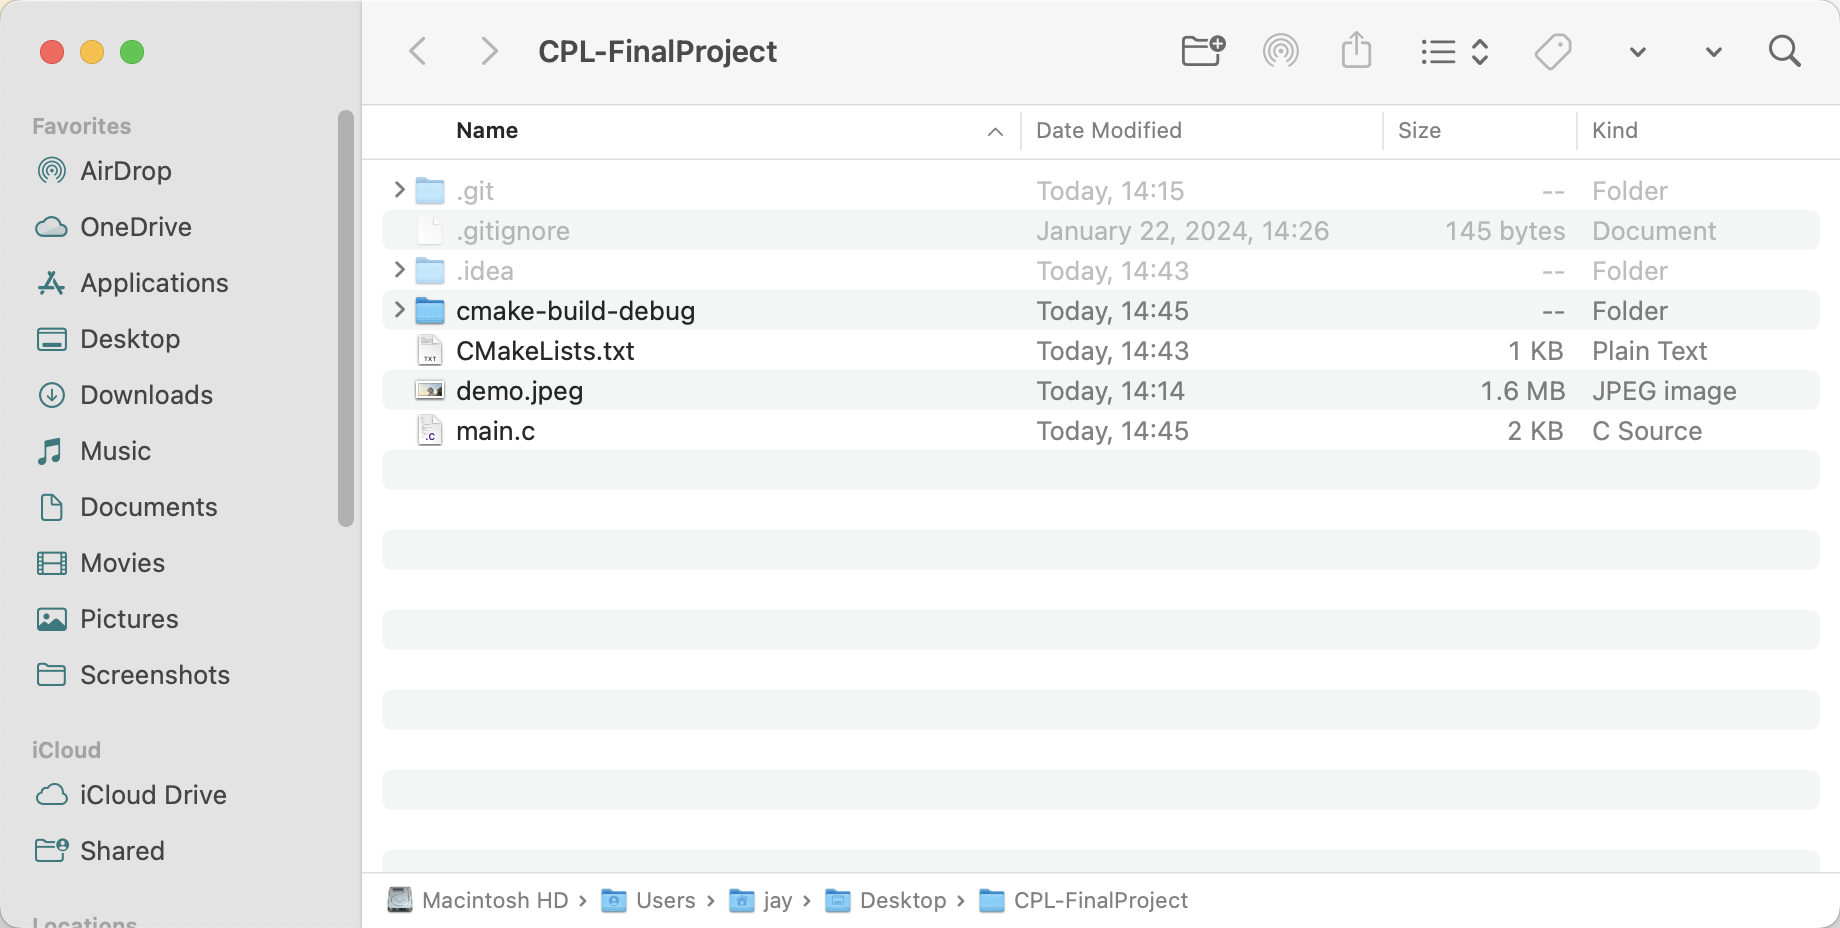 CPL-FinalProject
Favorites
AirDrop
OneDrive
Applications
Desktop
Downloads
Music
Documents
Movies
Pictures
Screenshots
iCloud
iCloud Drive
Shared
Locations
Name Date Modified Size Kind
.git Today, 14:15 -- Folder
.gitignore January 22, 2024, 14:26 145 bytes Document
.idea Today, 14:43 -- Folder
cmake-build-debug Today, 14:45 -- Folder
CMakeLists.txt Today, 14:43 1 KB Plain Text
demo.jpeg Today, 14:14 1.6 MB JPEG image
main.c Today, 14:45 2 KB C Source
Macintosh HD › Users › jay › Desktop › CPL-FinalProject